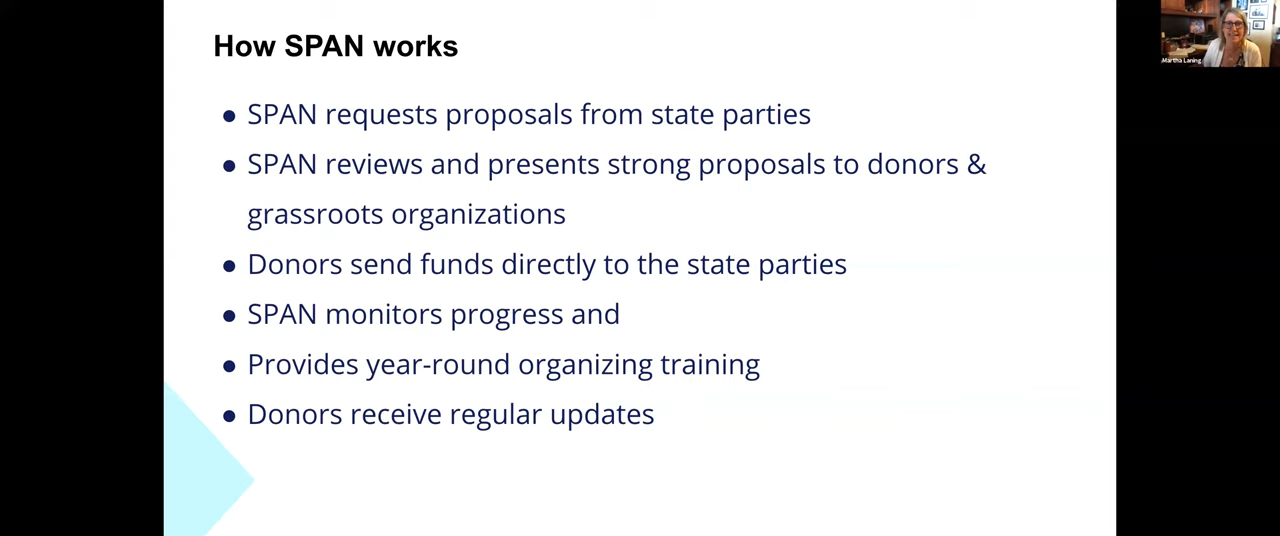 How SPAN works
● SPAN requests proposals from state parties
● SPAN reviews and presents strong proposals to donors &
grassroots organizations
● Donors send funds directly to the state parties
● SPAN monitors progress and
● Provides year-round organizing training
● Donors receive regular updates
Martha Laning